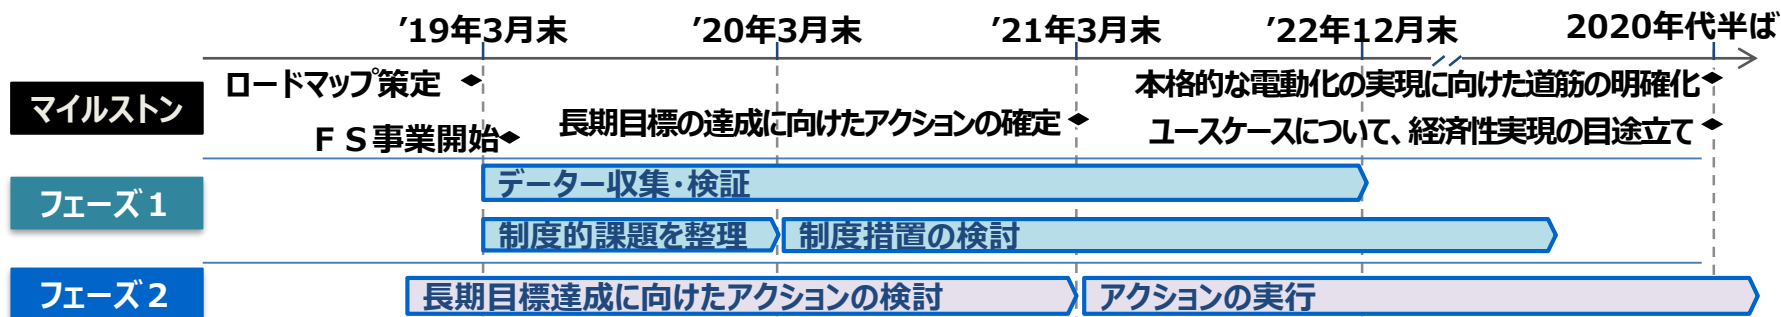 ’19年3月末 ’20年3月末 ’21年3月末 ’22年12月末 2020年代半ば
マイルストン
ロードマップ策定 本格的な電動化の実現に向けた道筋の明確化
ＦＳ事業開始 長期目標の達成に向けたアクションの確定 ユースケースについて、経済性実現の目途立て
フェーズ１
データー収集・検証
制度的課題を整理 制度措置の検討
フェーズ２
長期目標達成に向けたアクションの検討 アクションの実行